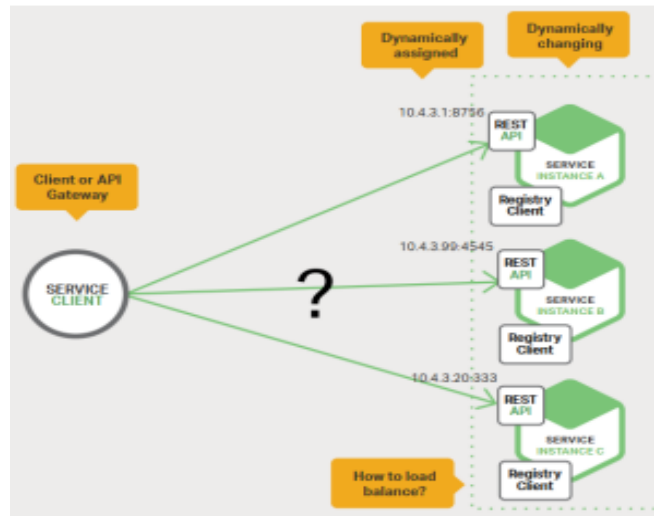 Dynamically
assigned
Dynamically
changing
10.4.3.1:8756
REST
API
SERVICE
INSTANCE A
Registry
Client
Client or API
Gateway
10.4.3.99:4545
REST
API
SERVICE
CLIENT
?
SERVICE
INSTANCE B
Registry
Client
10.4.3.20:333
REST
API
SERVICE
INSTANCE C
How to load
balance?
Registry
Client